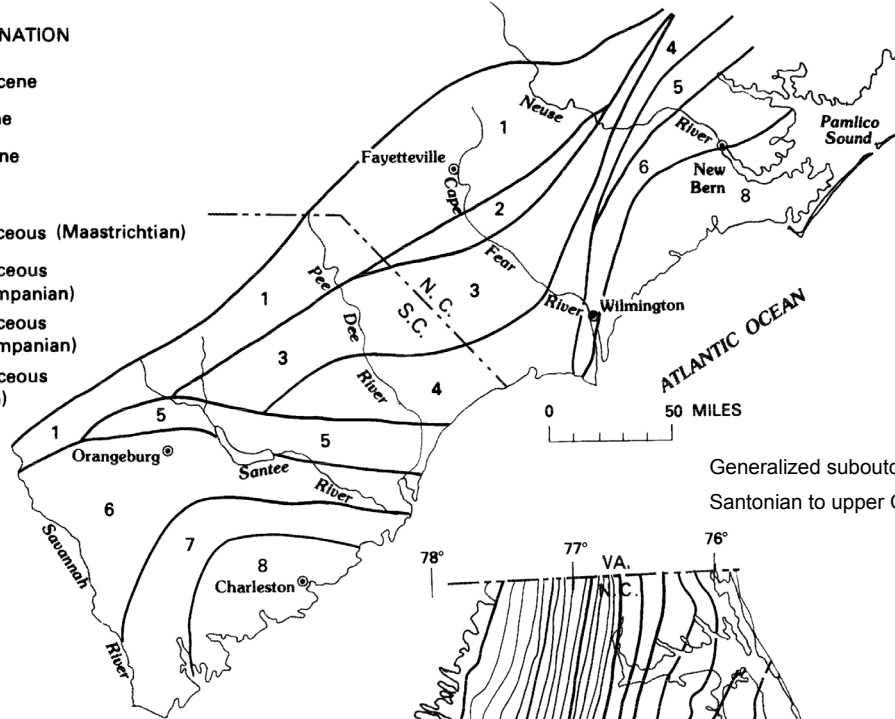 NATION
cene
ne
ne
ceous (Maastrichtian)
ceous
mpanian)
ceous
mpanian)
ceous
)
4
5
Neuse
River
Pamlico
Sound
1
Fayetteville
Cape
New
Bern
6
8
2
Fear
River
Wilmington
N. C.
S.C.
3
1
Pee
Dee
River
3
4
ATLANTIC OCEAN
0 50 MILES
5
1
5
Orangeburg
Santee
River
6
Savannah
River
7
8
Charleston
Generalized subouto
Santonian to upper C
78°
77°
76°
VA.
N.C.